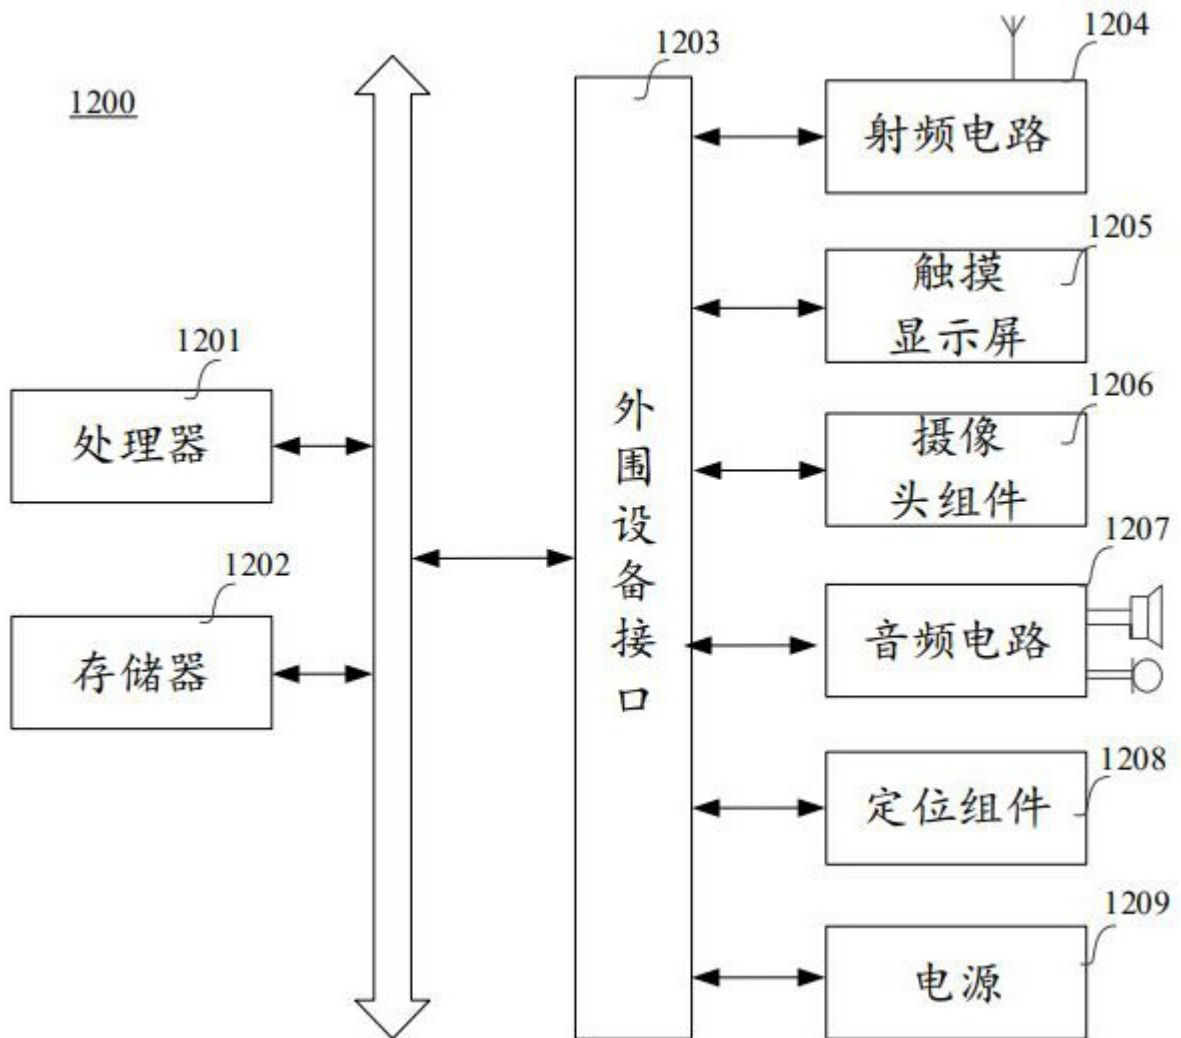 1200
1201
处理器
1202
存储器
1203
外围设备接口
1204
射频电路
1205
触摸
显示屏
1206
摄像
头组件
1207
音频电路
1208
定位组件
1209
电源